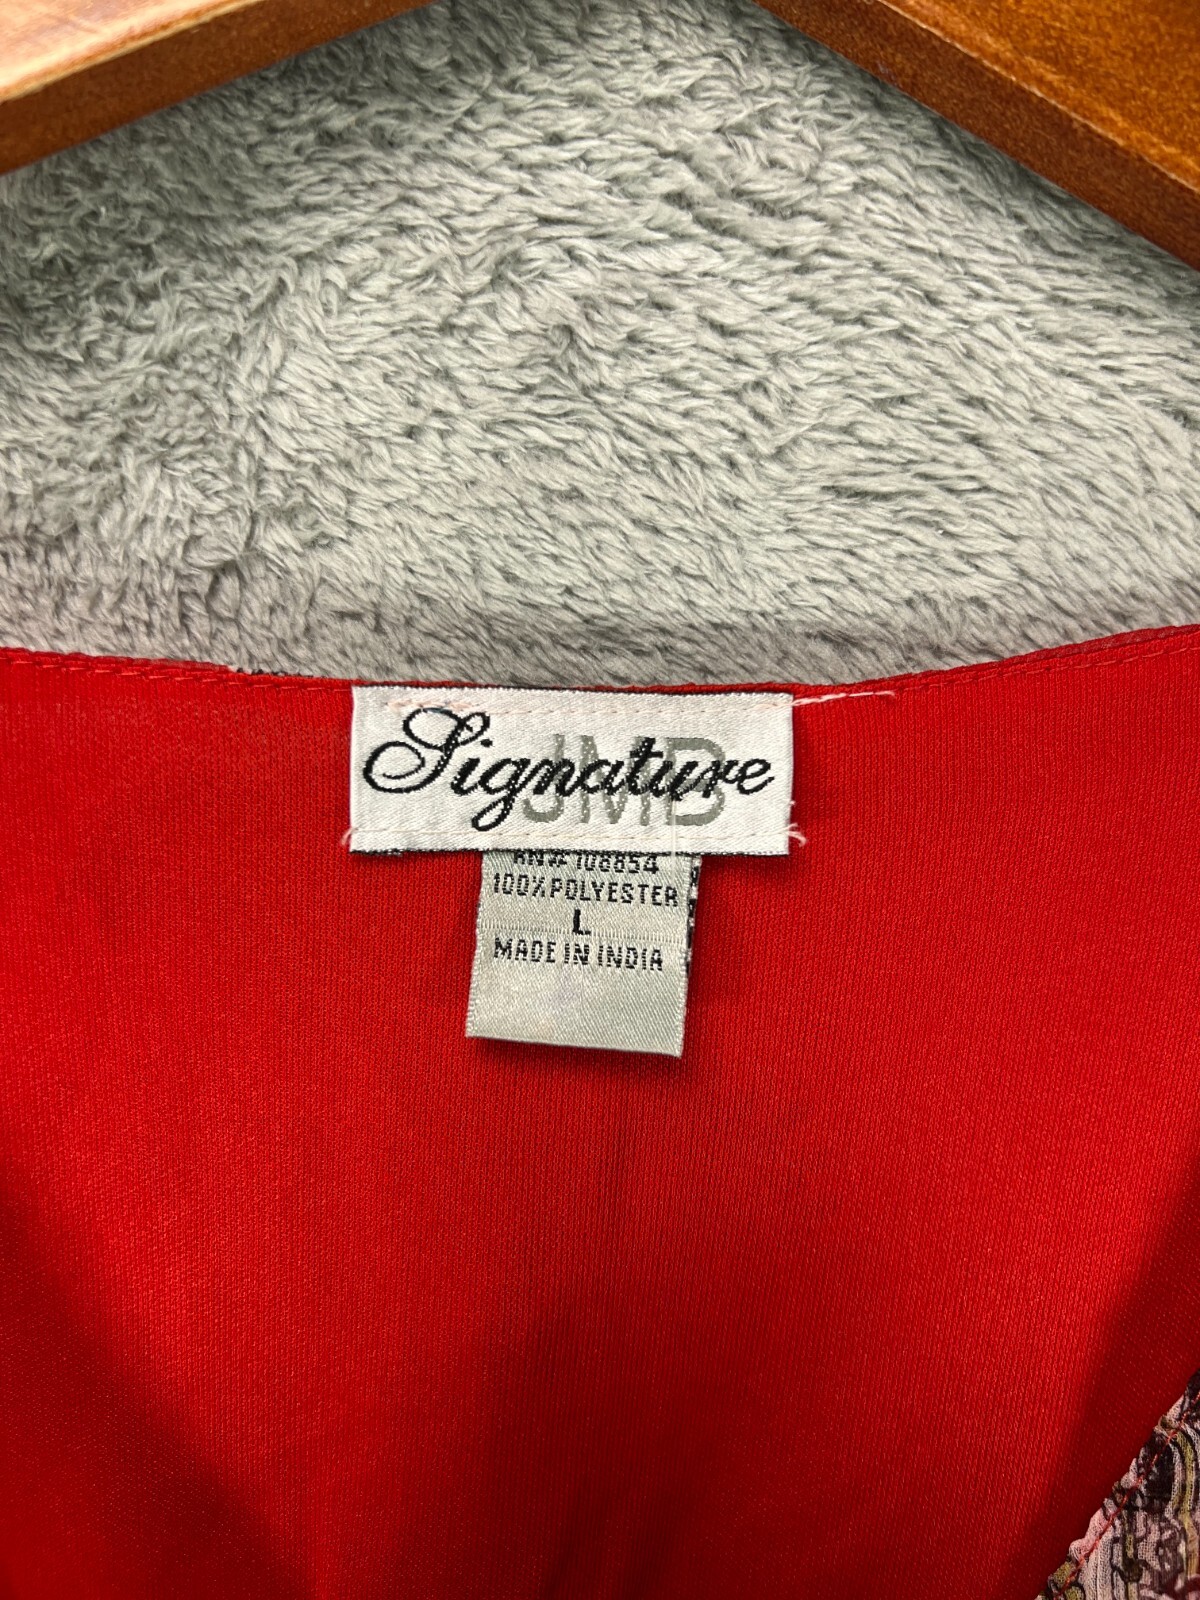 Signature
JMB
RN# 108854
100% POLYESTER
L
MADE IN INDIA